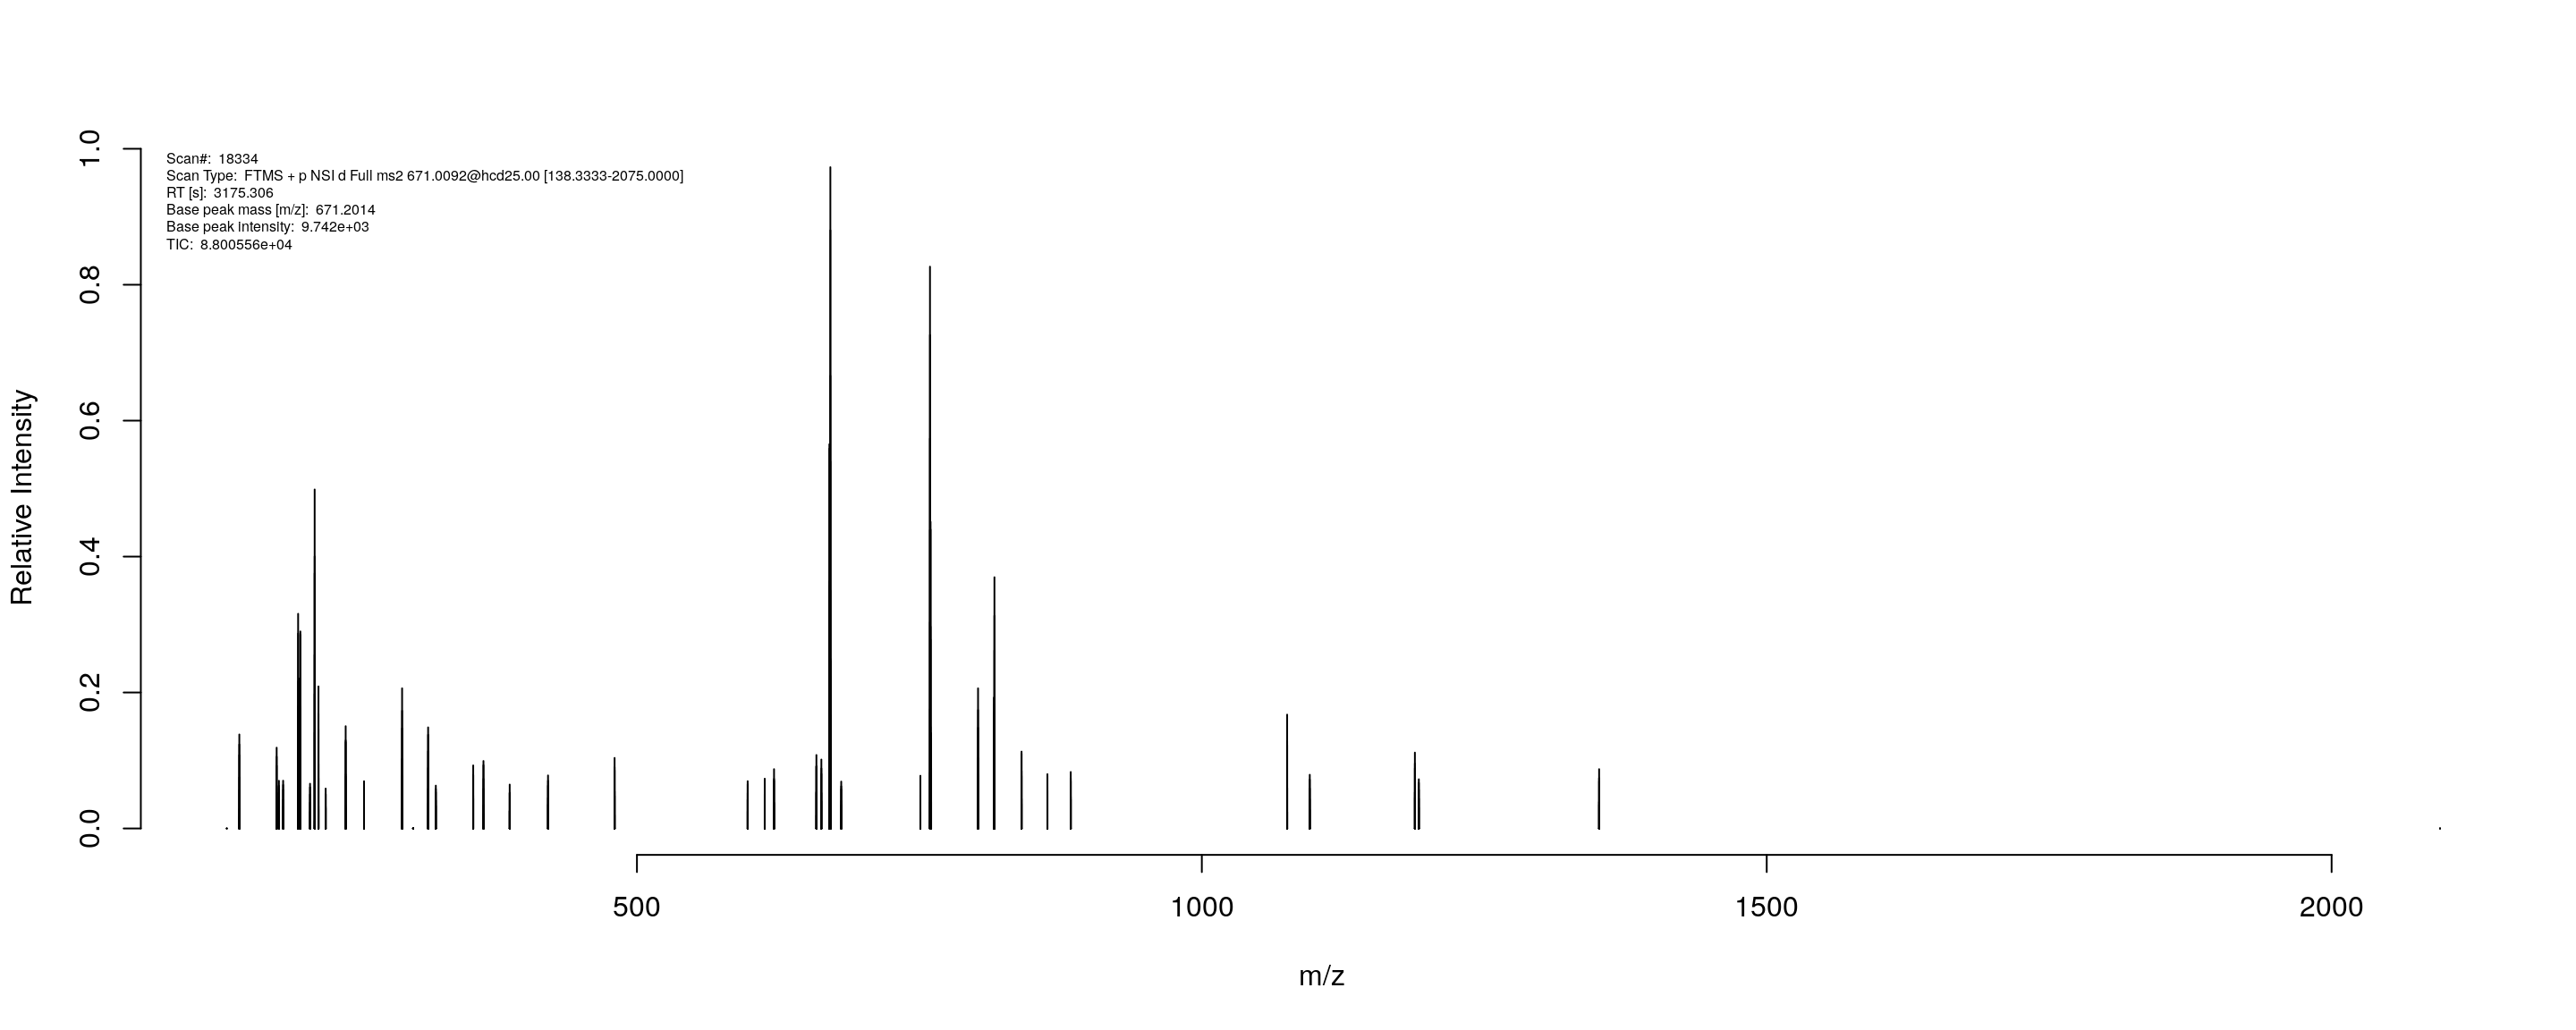 Scan#: 18334
Scan Type: FTMS + p NSI d Full ms2 671.0092@hcd25.00 [138.3333-2075.0000]
RT [s]: 3175.306
Base peak mass [m/z]: 671.2014
Base peak intensity: 9.742e+03
TIC: 8.800556e+04
1.0
0.8
0.6
0.4
0.2
0.0
Relative Intensity
500 1000 1500 2000
m/z